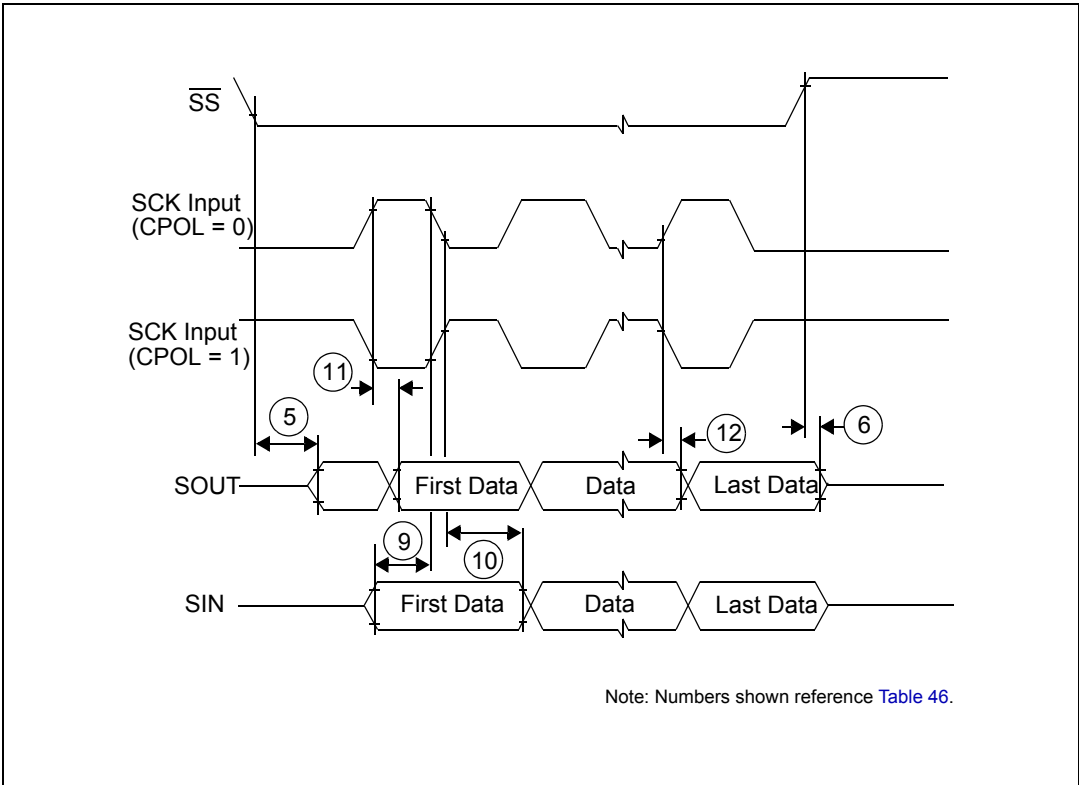 SS
SCK Input
(CPOL = 0)
SCK Input
(CPOL = 1)
11
5
12
6
SOUT
First Data
Data
Last Data
9
10
SIN
First Data
Data
Last Data
Note: Numbers shown reference Table 46.